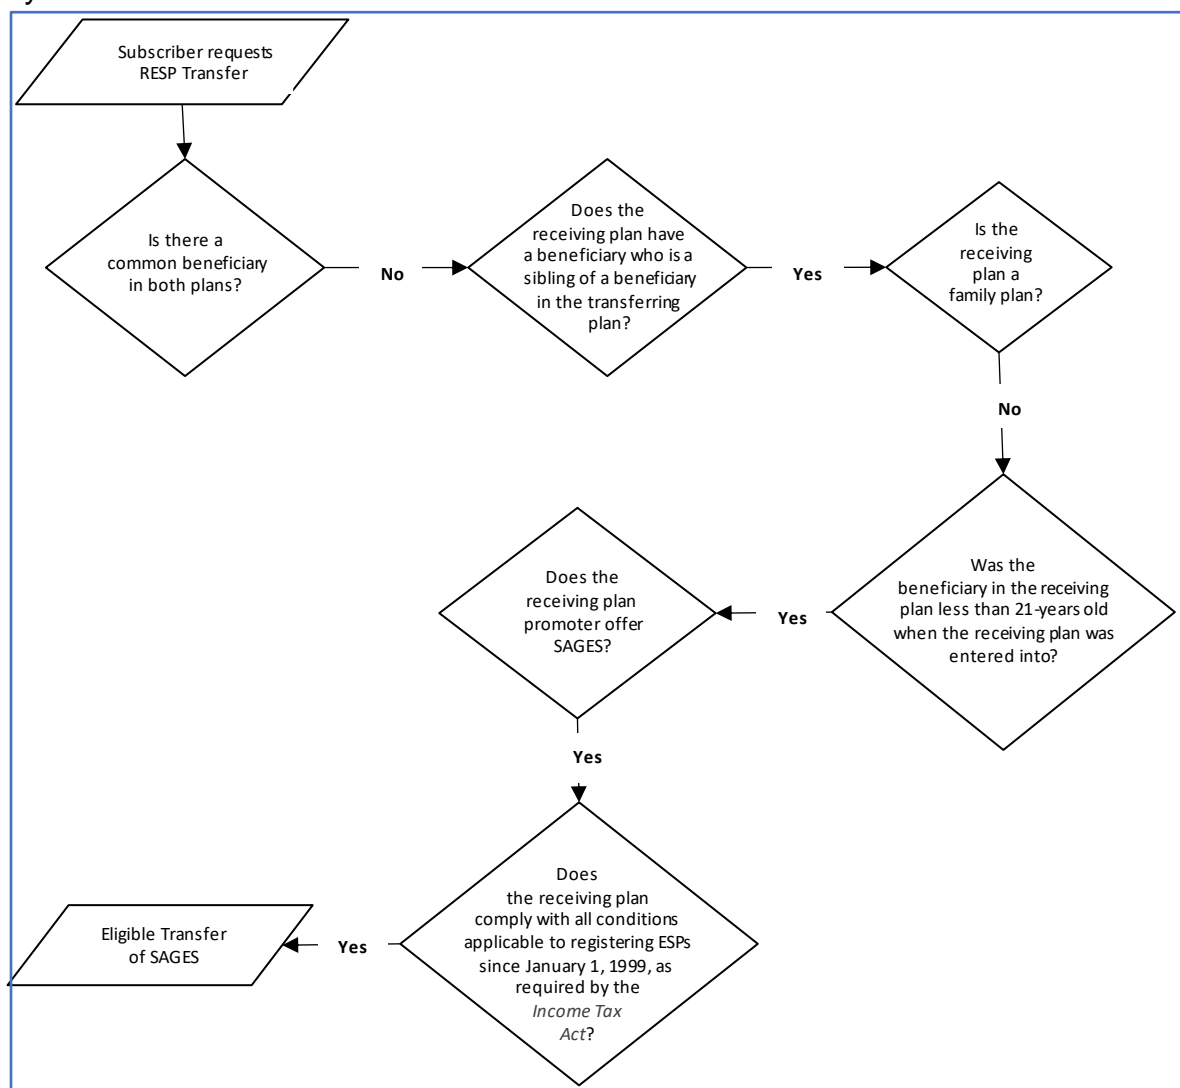 Subscriber requests
RESP Transfer
Is there a
common beneficiary
in both plans?
No
Does the
receiving plan have
a beneficiary who is a
sibling of a beneficiary
in the transferring
plan?
Yes
Is the
receiving
plan a
family plan?
No
Was the
beneficiary in the receiving
plan less than 21-years old
when the receiving plan was
entered into?
Yes
Does the
receiving plan
promoter offer
SAGES?
Yes
Does
the receiving plan
comply with all conditions
applicable to registering ESPs
since January 1, 1999, as
required by the
Income Tax
Act?
Yes
Eligible Transfer
of SAGES